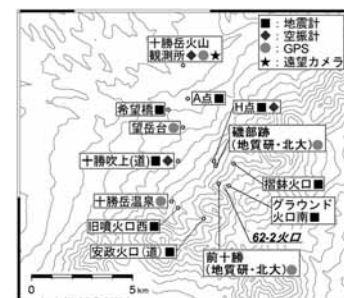 ■：地震計
◆：空振計
●：GPS
★：遠望カメラ
十勝岳火山
観測所◆●★
A点■
希望橋■
H点■◆
望岳台●
磯部跡
(地質研・北大)●
十勝吹上(道)■◆
摺鉢火口■
十勝岳温泉●
グラウンド
火口南■
旧噴火口西■
62-2火口
安政火口(道)■
前十勝
(地質研・北大)●
0
5
km